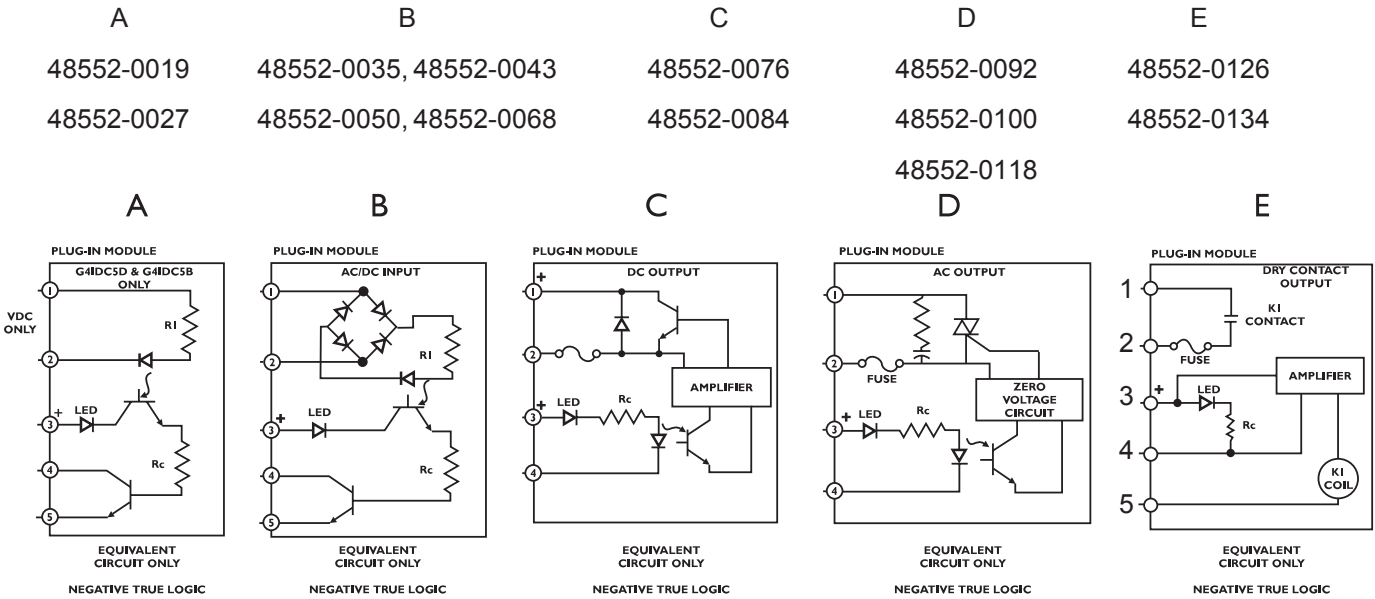 A B C D E
48552-0019 48552-0035, 48552-0043 48552-0076 48552-0092 48552-0126
48552-0027 48552-0050, 48552-0068 48552-0084 48552-0100 48552-0134
48552-0118
A
PLUG-IN MODULE
G4IDC5D & G4IDC5B
ONLY
1
VDC
ONLY
R1
2
+ LED
3
Rc
4
5
EQUIVALENT
CIRCUIT ONLY
NEGATIVE TRUE LOGIC
B
PLUG-IN MODULE
AC/DC INPUT
1
R1
2
+ LED
3
Rc
4
5
EQUIVALENT
CIRCUIT ONLY
NEGATIVE TRUE LOGIC
C
PLUG-IN MODULE
DC OUTPUT
+
1
2
AMPLIFIER
+ LED Rc
3
4
EQUIVALENT
CIRCUIT ONLY
NEGATIVE TRUE LOGIC
D
PLUG-IN MODULE
AC OUTPUT
1
2
FUSE
ZERO
VOLTAGE
CIRCUIT
+ LED Rc
3
4
EQUIVALENT
CIRCUIT ONLY
NEGATIVE TRUE LOGIC
E
PLUG-IN MODULE
DRY CONTACT
OUTPUT
1
K1
CONTACT
2
FUSE
AMPLIFIER
3 + LED
Rc
4
K1
COIL
5
EQUIVALENT
CIRCUIT ONLY
NEGATIVE TRUE LOGIC